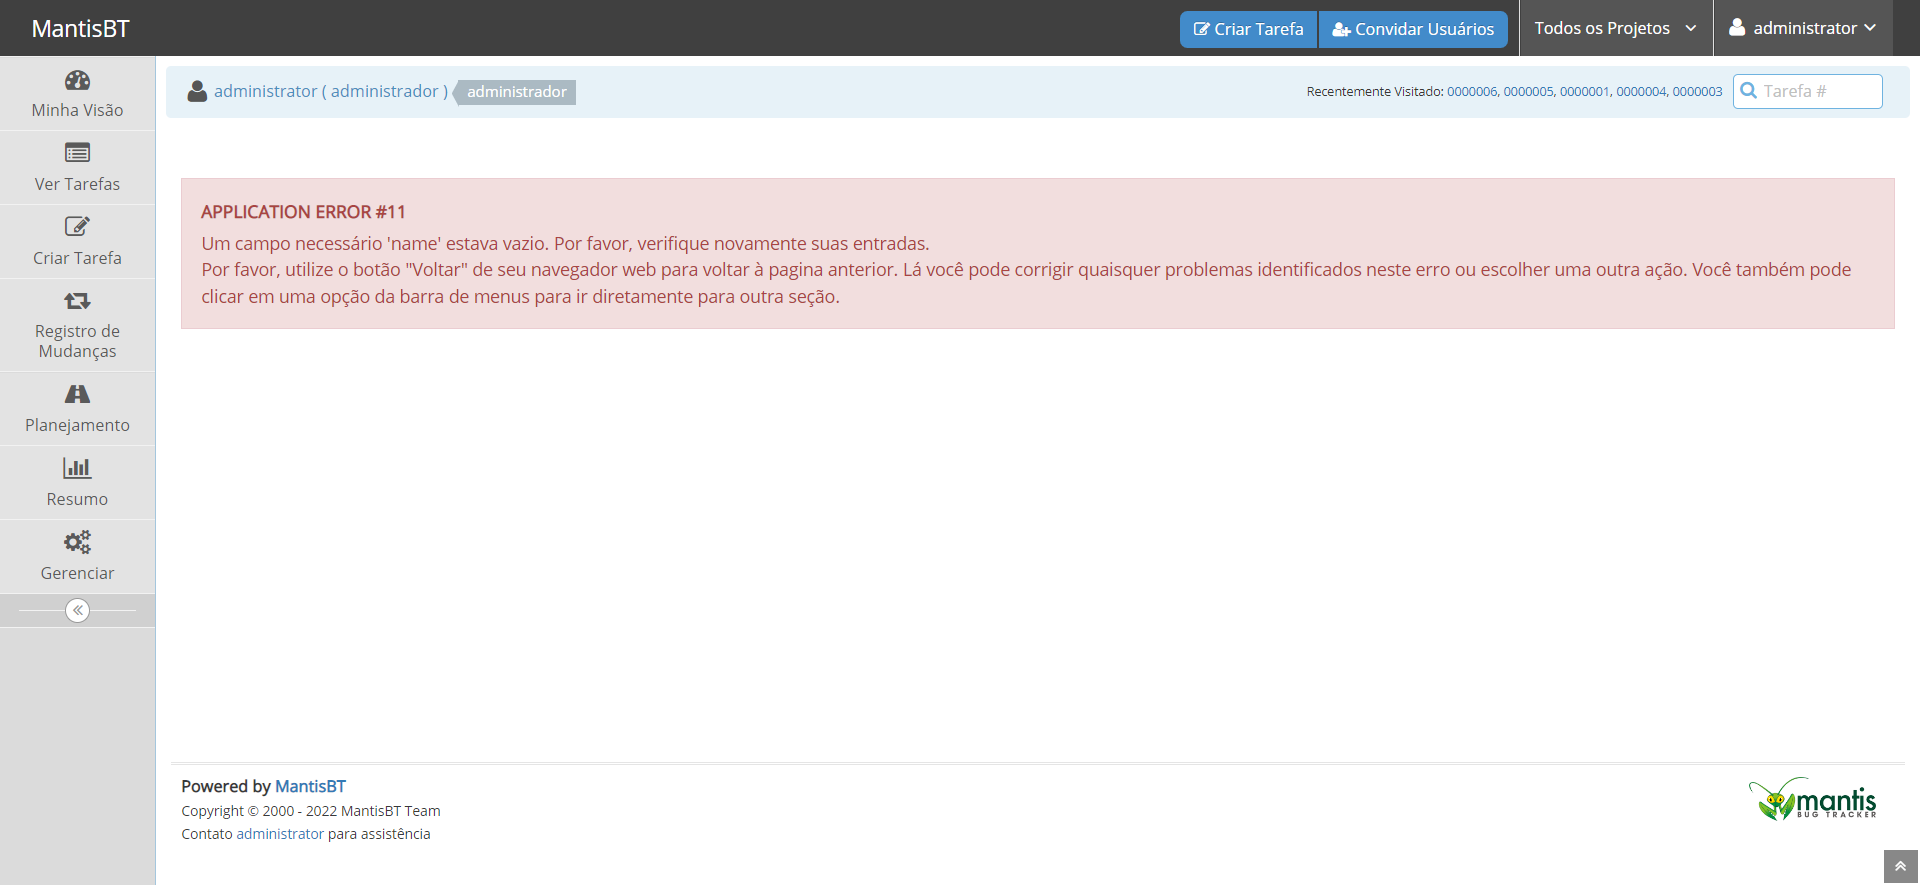 MantisBT
Criar Tarefa
Convidar Usuários
Todos os Projetos
administrator
administrator ( administrador )
administrador
Recentemente Visitado: 0000006, 0000005, 0000001, 0000004, 0000003
Tarefa #
Minha Visão
Ver Tarefas
Criar Tarefa
Registro de
Mudanças
Planejamento
Resumo
Gerenciar
APPLICATION ERROR #11
Um campo necessário 'name' estava vazio. Por favor, verifique novamente suas entradas.
Por favor, utilize o botão "Voltar" de seu navegador web para voltar à pagina anterior. Lá você pode corrigir quaisquer problemas identificados neste erro ou escolher uma outra ação. Você também pode
clicar em uma opção da barra de menus para ir diretamente para outra seção.
Powered by MantisBT
Copyright © 2000 - 2022 MantisBT Team
Contato administrator para assistência
mantis
BUG TRACKER